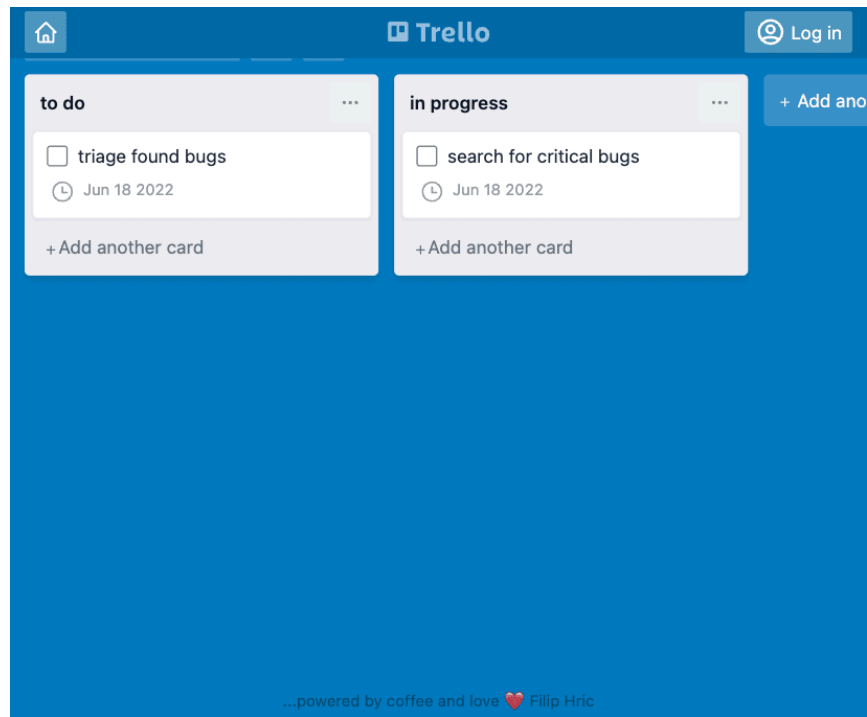 Trello
Log in
to do
...
in progress
...
+ Add ano
triage found bugs
Jun 18 2022
search for critical bugs
Jun 18 2022
+Add another card
+Add another card
...powered by coffee and love ❤️ Filip Hric